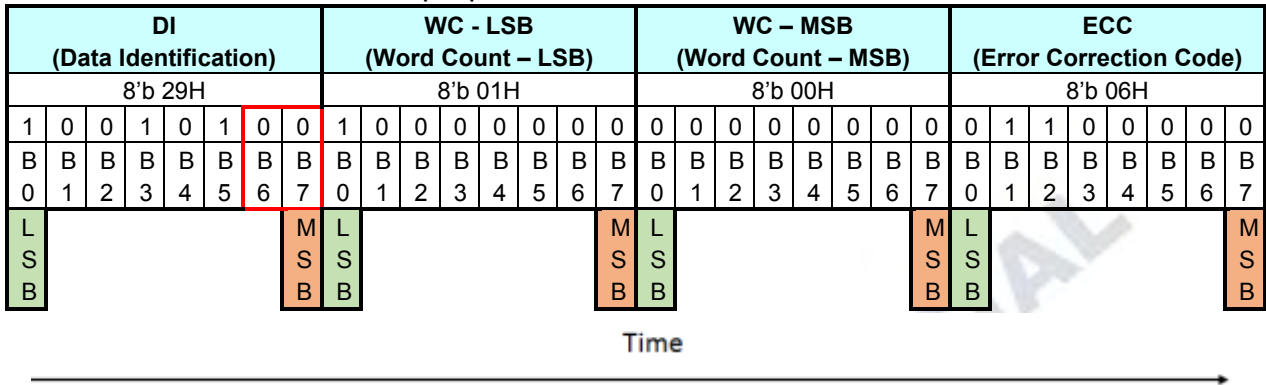 DI WC - LSB WC – MSB ECC
(Data Identification) (Word Count – LSB) (Word Count – MSB) (Error Correction Code)
8’b 29H 8’b 01H 8’b 00H 8’b 06H
1 0 0 1 0 1 0 0 1 0 0 0 0 0 0 0 0 0 0 0 0 0 0 0 0 1 1 0 0 0 0 0
B B B B B B B B B B B B B B B B B B B B B B B B B B B B B B B B
0 1 2 3 4 5 6 7 0 1 2 3 4 5 6 7 0 1 2 3 4 5 6 7 0 1 2 3 4 5 6 7
L M L M L M L M
S S S S S S S S
B B B B B B B B
Time